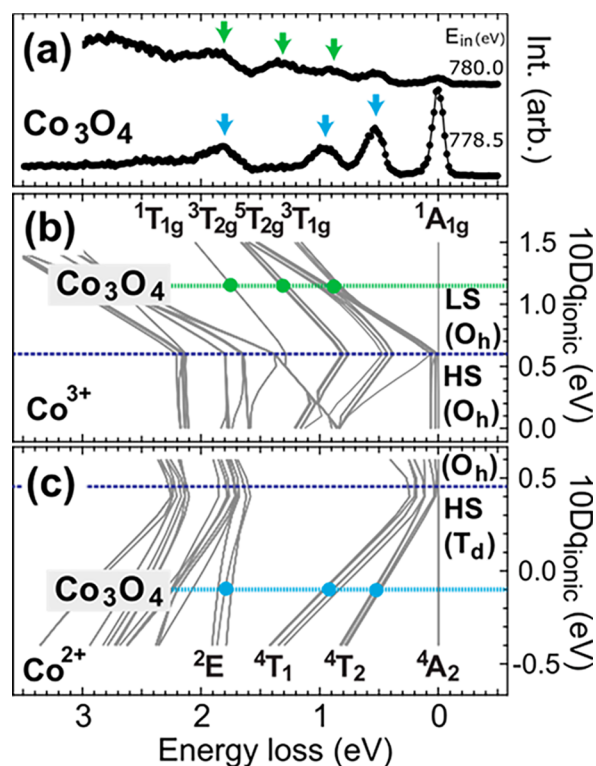 (a)
E_in(eV)
780.0
Co₃O₄
778.5
Int. (arb.)
¹T₁g ³T₂g ⁵T₂g ³T₁g ¹A₁g
(b)
1.5
Co₃O₄
LS
1.0
(Oₕ)
HS
0.5
(Oₕ)
Co³⁺
0.0
10Dq_ionic (eV)
(c)
(Oₕ)
0.5
HS
(T_d)
0.0
Co₃O₄
Co²⁺
²E ⁴T₁ ⁴T₂ ⁴A₂
-0.5
10Dq_ionic (eV)
3 2 1 0
Energy loss (eV)